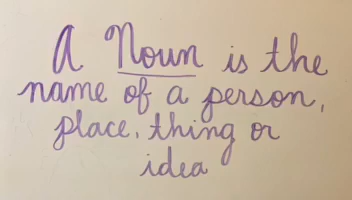 A Noun is the
name of a person,
place, thing or
idea